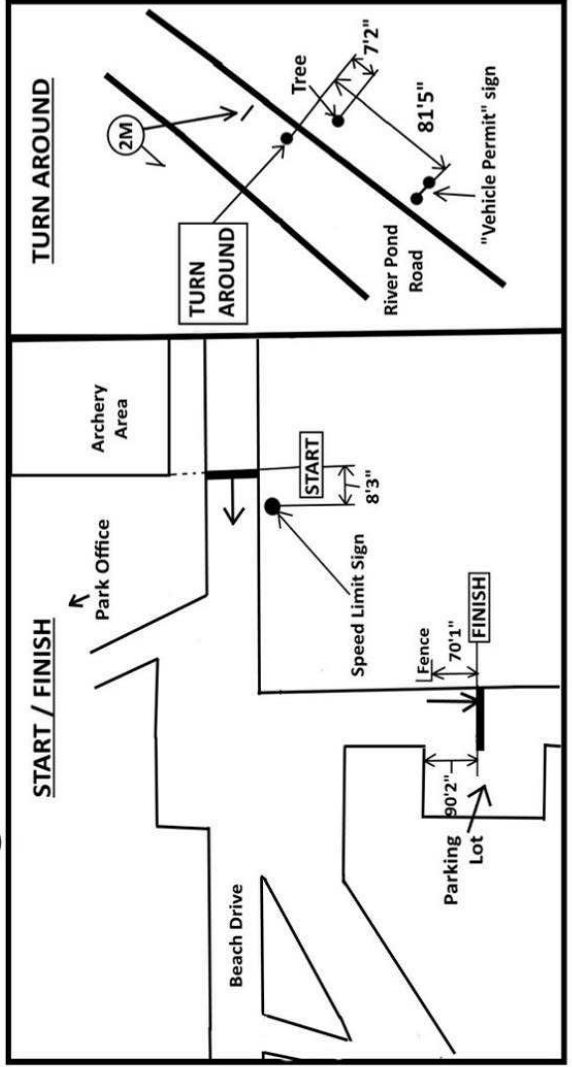 START / FINISH
Park Office
Archery
Area
START
8'3"
Speed Limit Sign
Beach Drive
Fence
70'1"
FINISH
90'2"
Parking
Lot
TURN AROUND
2M
TURN
AROUND
Tree
7'2"
81'5"
River Pond
Road
"Vehicle Permit" sign